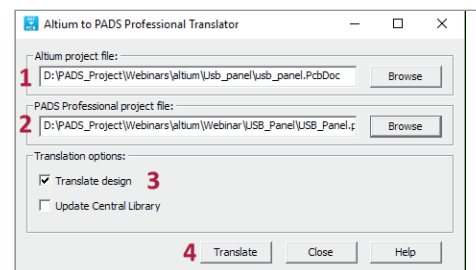 Altium to PADS Professional Translator
Altium project file:
1 D:\PADS_Project\Webinars\altium\Usb_panel\usb_panel.PcbDoc Browse
PADS Professional project file:
2 D:\PADS_Project\Webinars\altium\Webinar\USB_Panel\USB_Panel.p Browse
Translation options:
Translate design 3
Update Central Library
4 Translate Close Help